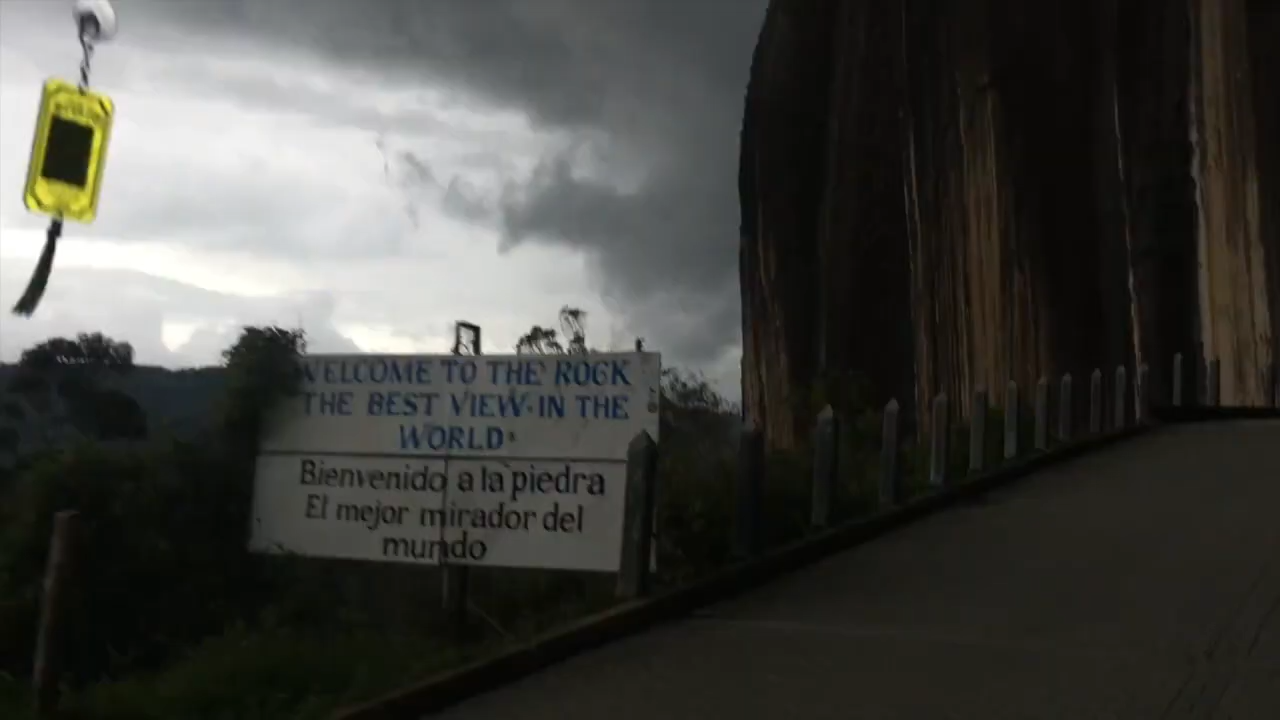 WELCOME TO THE ROCK
THE BEST VIEW IN THE
WORLD
Bienvenido a la piedra
El mejor mirador del
mundo